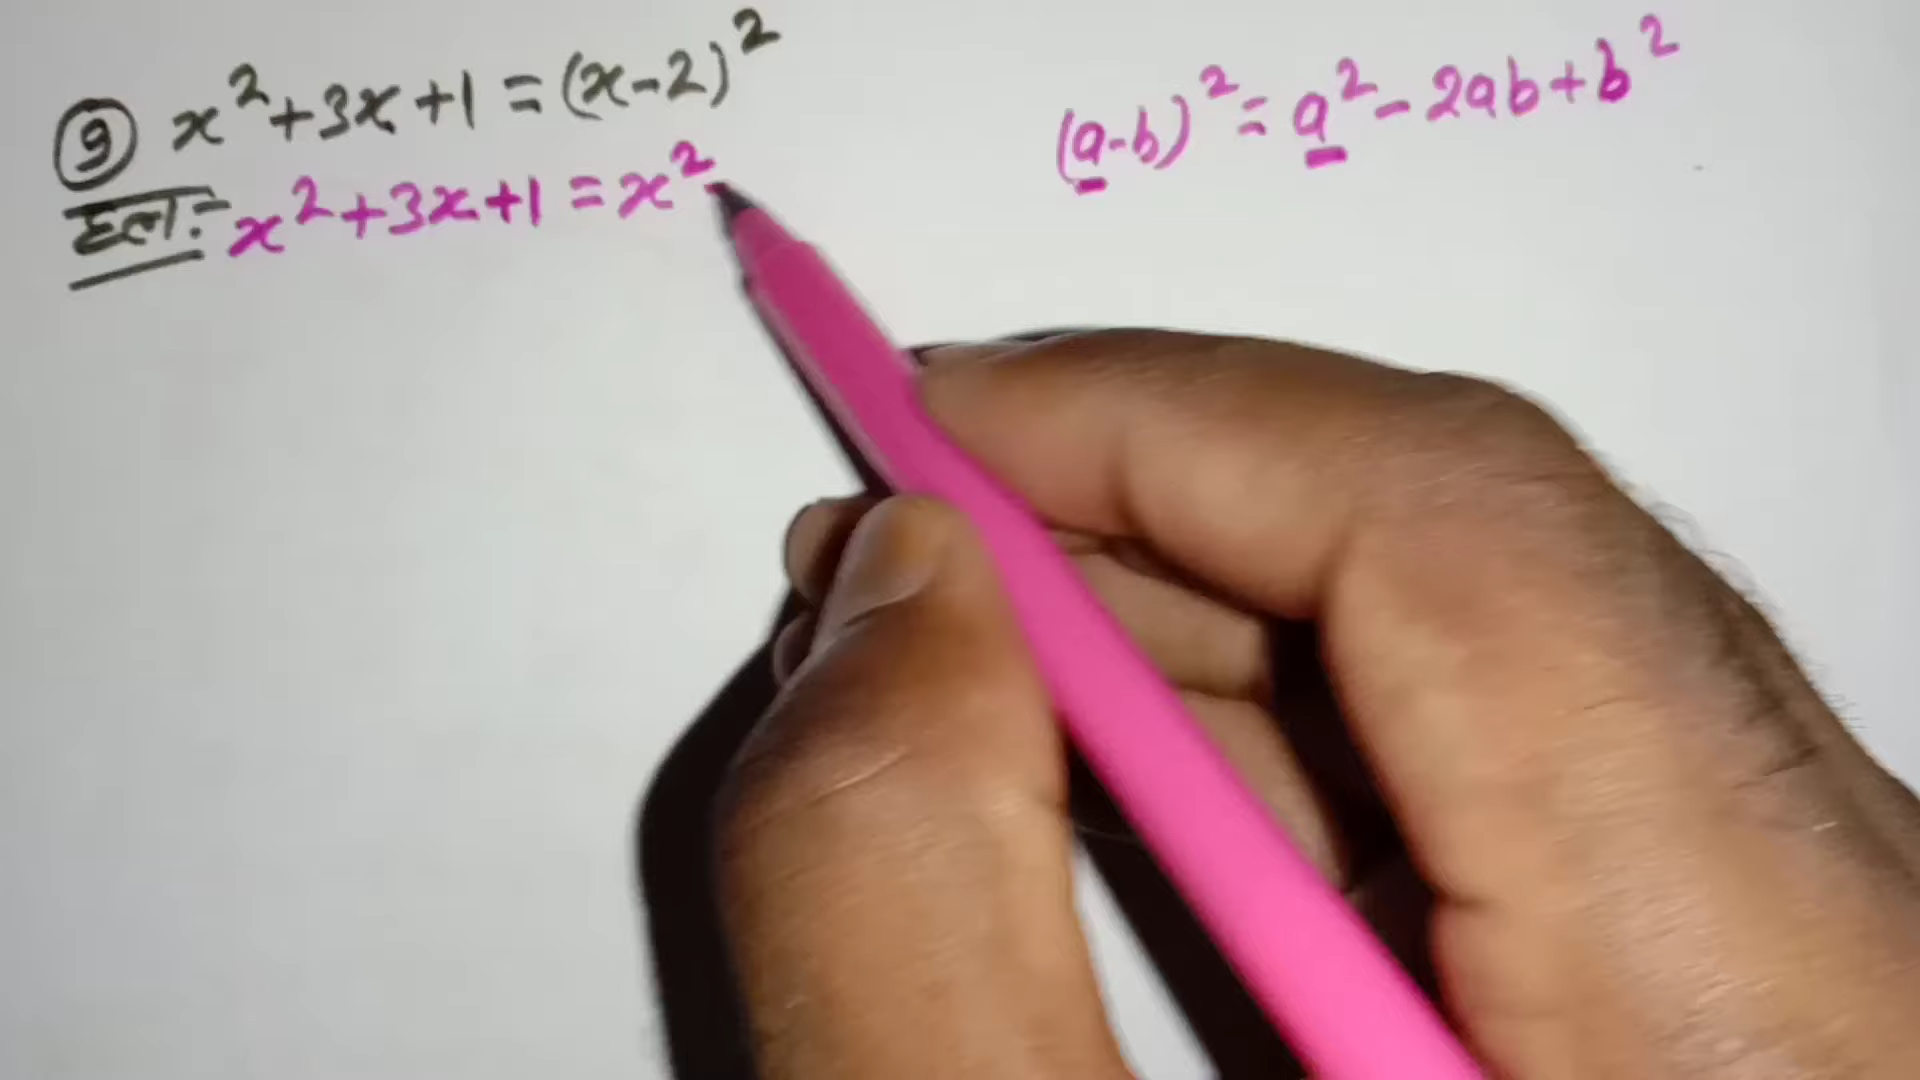 9 x²+3x+1=(x-2)²
(a-b)²=a²-2ab+b²
हल:- x²+3x+1=x²